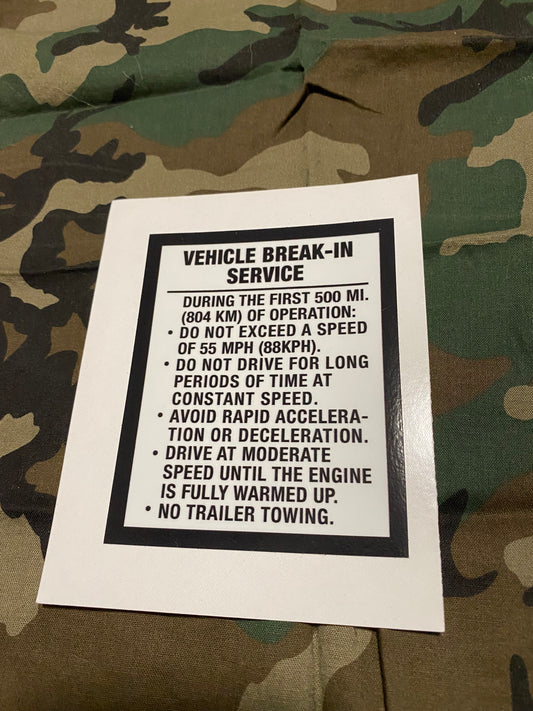 VEHICLE BREAK-IN
SERVICE
DURING THE FIRST 500 MI.
(804 KM) OF OPERATION:
• DO NOT EXCEED A SPEED
OF 55 MPH (88KPH).
• DO NOT DRIVE FOR LONG
PERIODS OF TIME AT
CONSTANT SPEED.
• AVOID RAPID ACCELERA-
TION OR DECELERATION.
• DRIVE AT MODERATE
SPEED UNTIL THE ENGINE
IS FULLY WARMED UP.
• NO TRAILER TOWING.